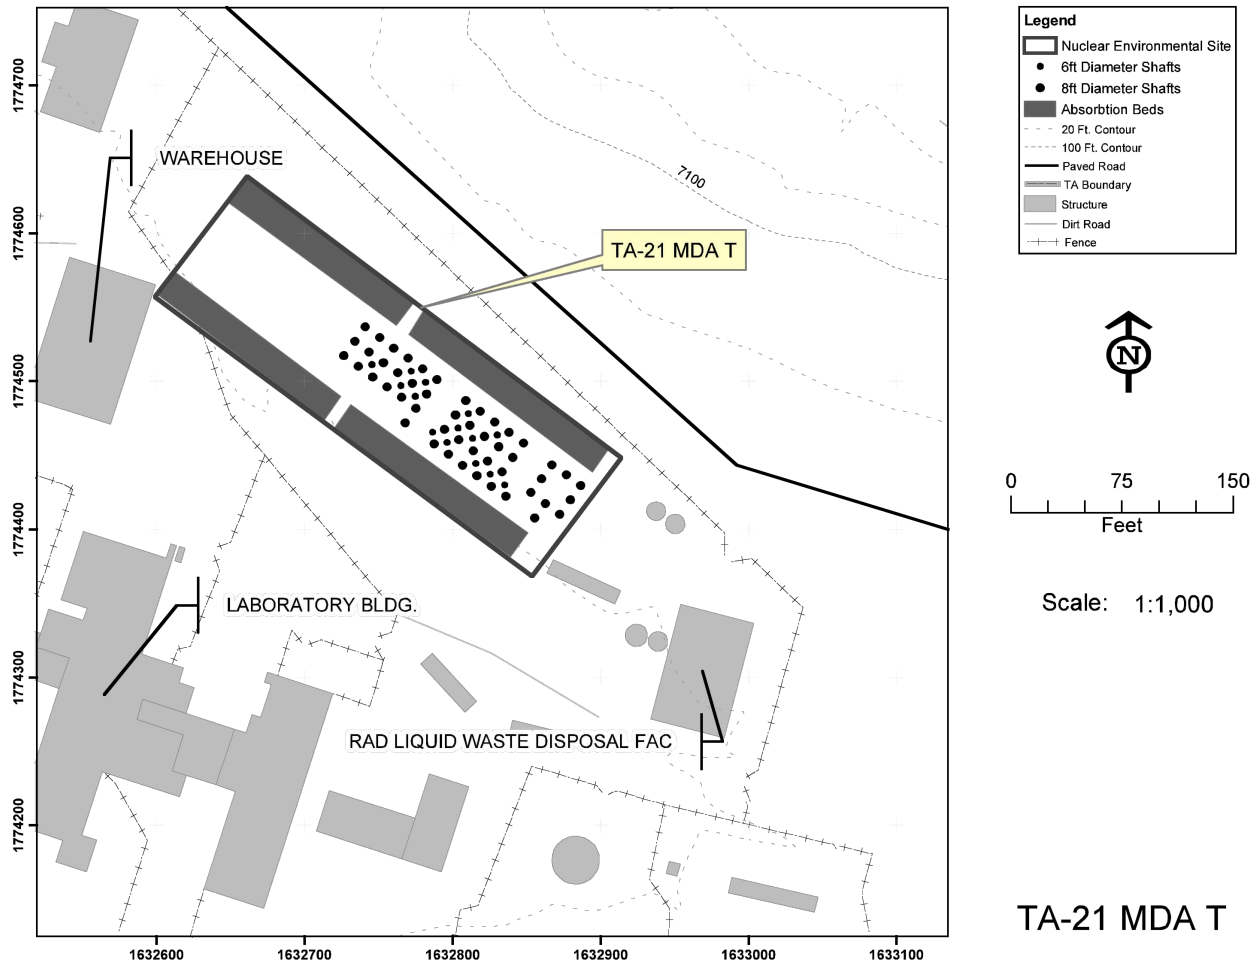 1774700
1774600
1774500
1774400
1774300
1774200
1632600
1632700
1632800
1632900
1633000
1633100
WAREHOUSE
7100
TA-21 MDA T
LABORATORY BLDG.
RAD LIQUID WASTE DISPOSAL FAC
Legend
Nuclear Environmental Site
6ft Diameter Shafts
8ft Diameter Shafts
Absorbtion Beds
20 Ft. Contour
100 Ft. Contour
Paved Road
TA Boundary
Structure
Dirt Road
Fence
N
0 75 150
Feet
Scale: 1:1,000
TA-21 MDA T